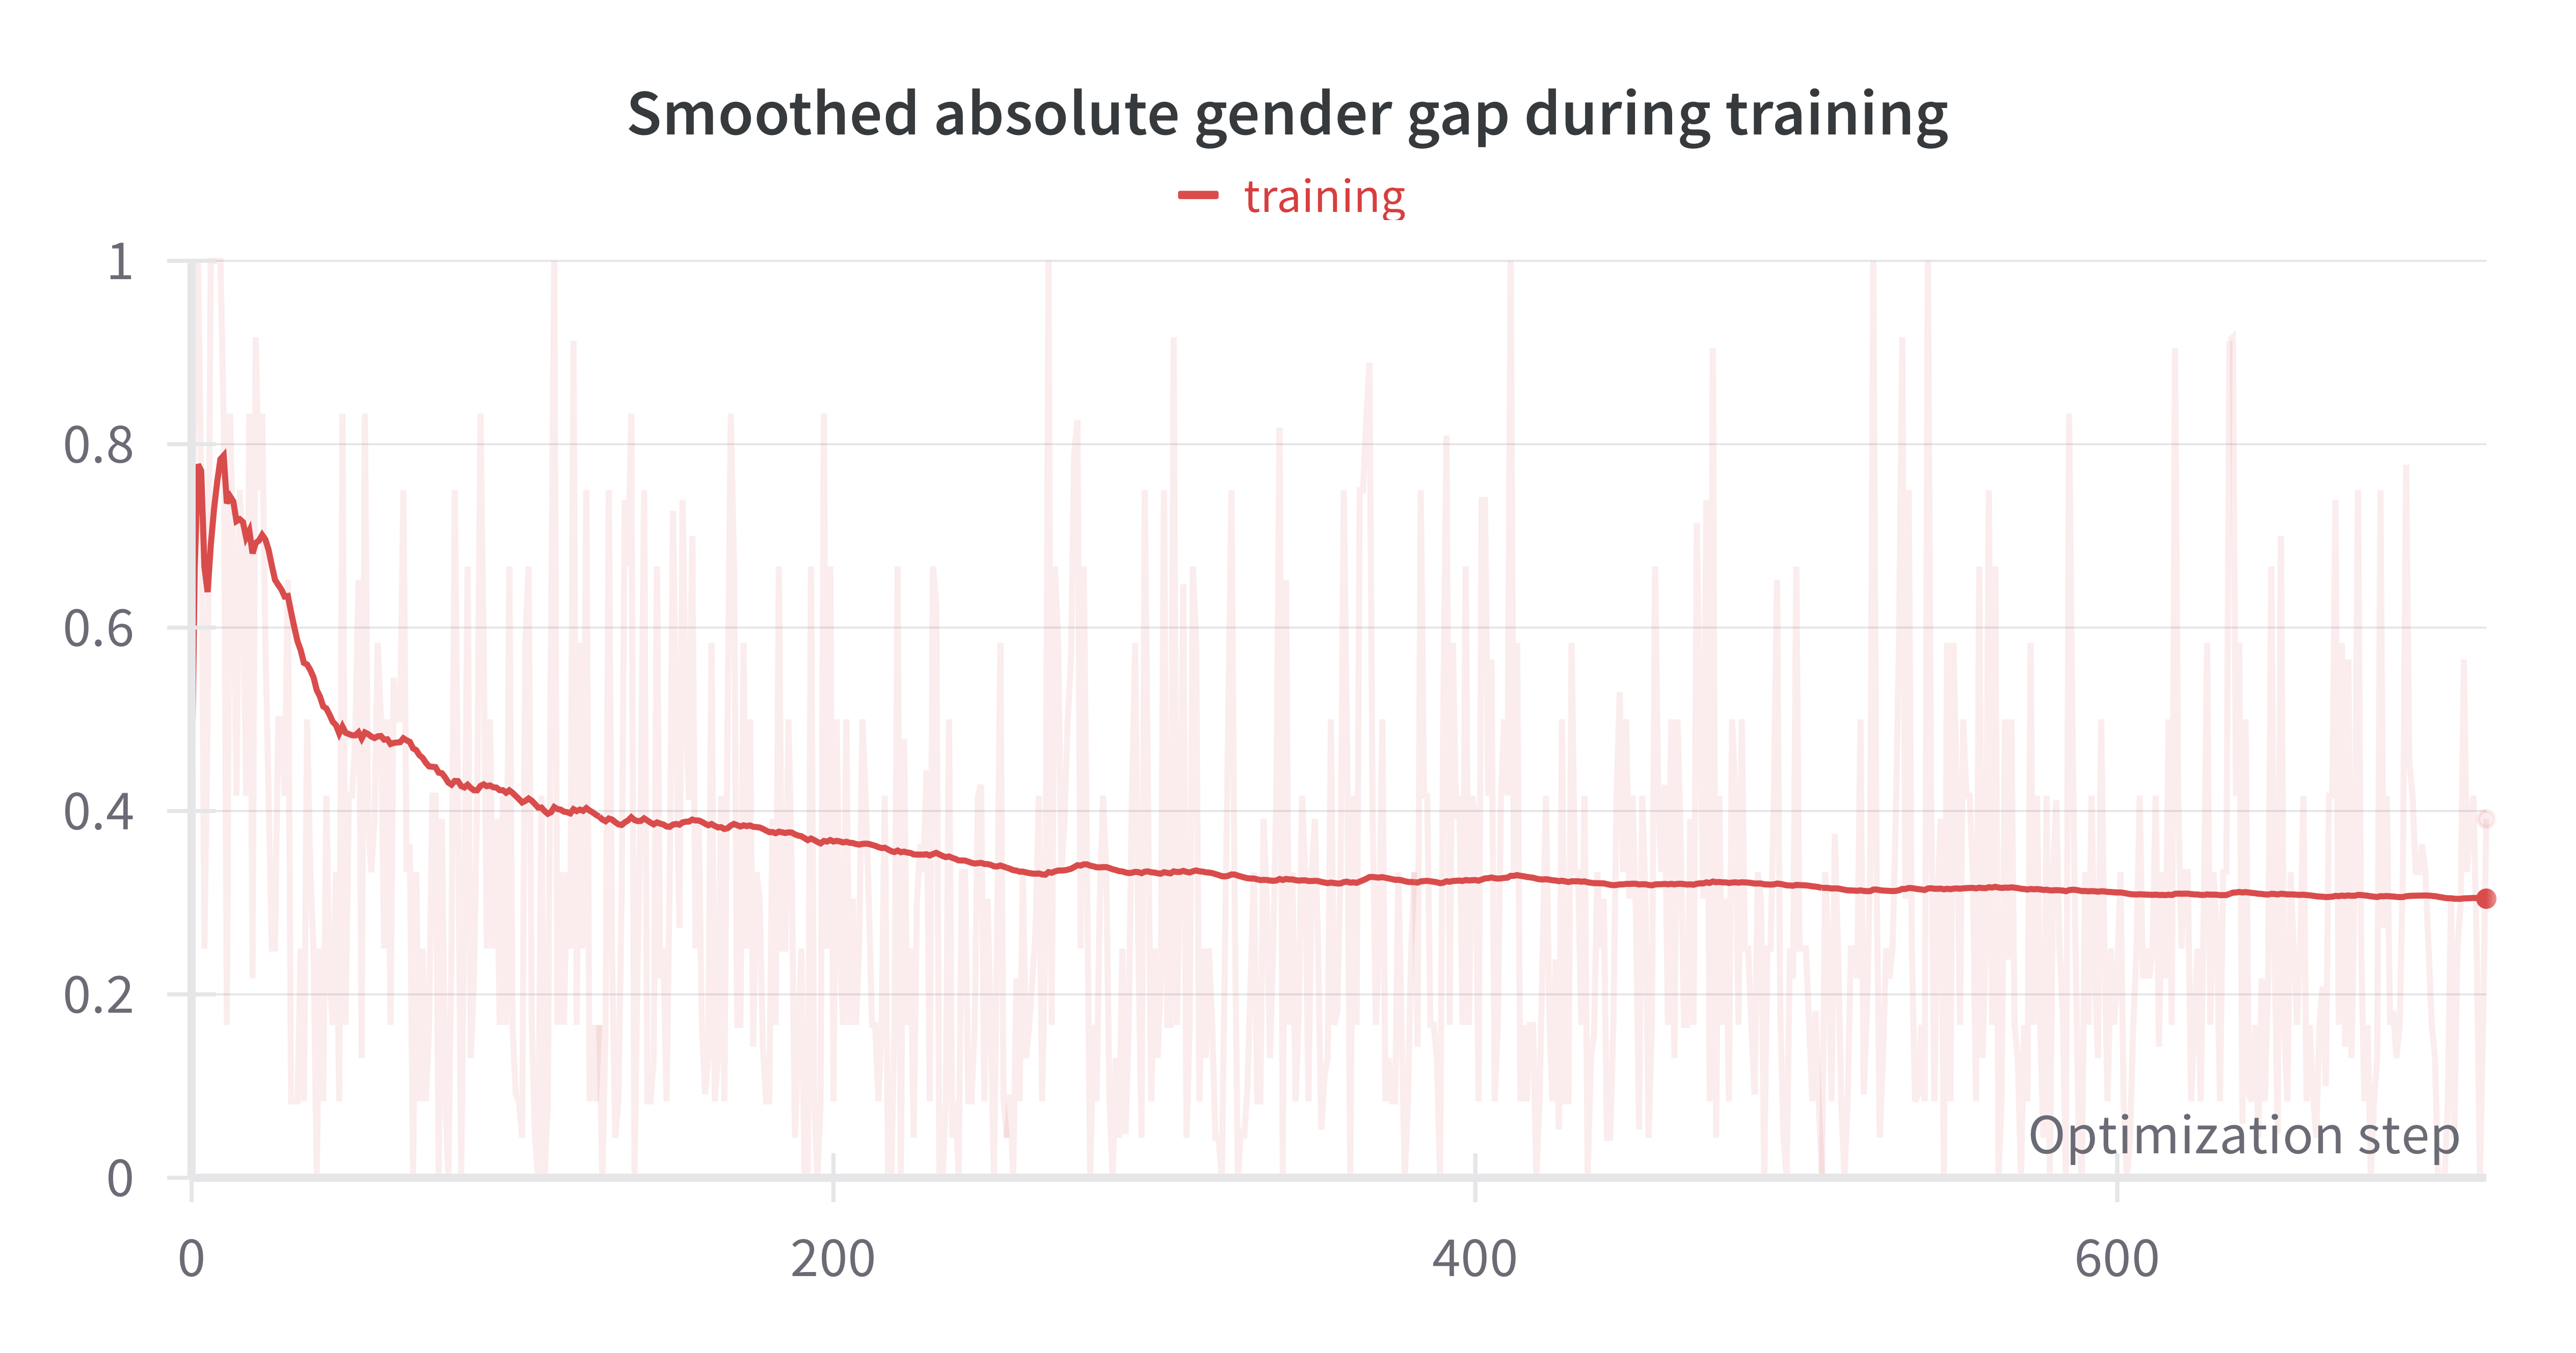 Smoothed absolute gender gap during training
training
1
0.8
0.6
0.4
0.2
0
Optimization step
0 200 400 600